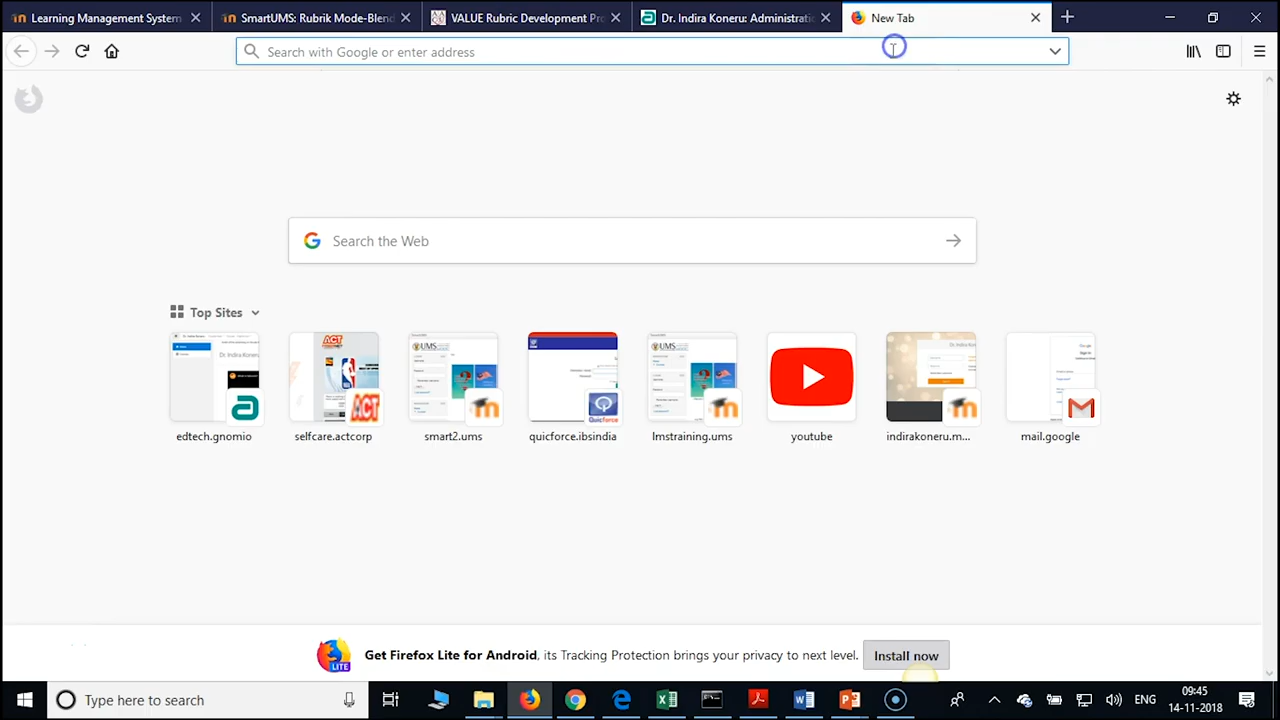 Learning Management System
SmartUMS: Rubrik Mode-Blen
VALUE Rubric Development Pr
Dr. Indira Koneru: Administrati
New Tab
Search with Google or enter address
Search the Web
Top Sites
edtech.gnomio
selfcare.actcorp
smart2.ums
quicforce.ibsindia
lmstraining.ums
youtube
indirakoneru.m...
mail.google
Get Firefox Lite for Android, its Tracking Protection brings your privacy to next level.
Install now
Type here to search
ENG
09:45
14-11-2018